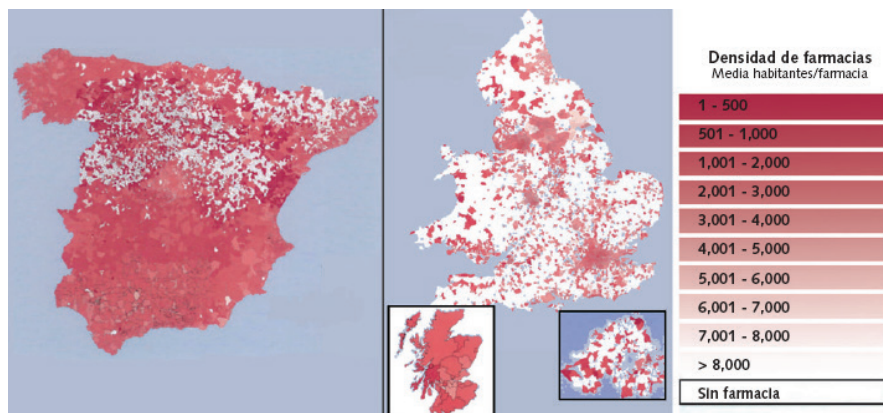 Densidad de farmacias
Media habitantes/farmacia
1 - 500
501 - 1,000
1,001 - 2,000
2,001 - 3,000
3,001 - 4,000
4,001 - 5,000
5,001 - 6,000
6,001 - 7,000
7,001 - 8,000
> 8,000
Sin farmacia